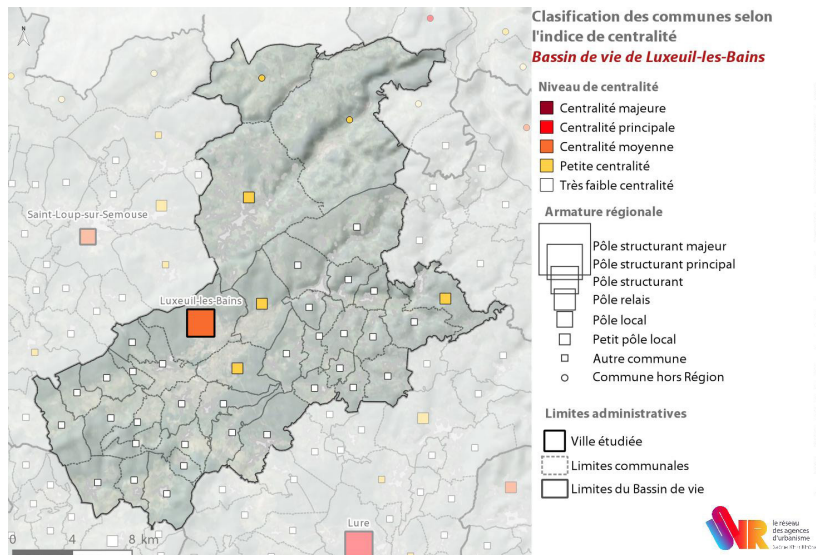 Clasification des communes selon
l'indice de centralité
Bassin de vie de Luxeuil-les-Bains
Niveau de centralité
Centralité majeure
Centralité principale
Centralité moyenne
Petite centralité
Très faible centralité
Armature régionale
Pôle structurant majeur
Pôle structurant principal
Pôle structurant
Pôle relais
Pôle local
Petit pôle local
Autre commune
Commune hors Région
Limites administratives
Ville étudiée
Limites communales
Limites du Bassin de vie
N
Saint-Loup-sur-Semouse
Luxeuil-les-Bains
Lure
0 4 8 km
le réseau
des agences
d'urbanisme